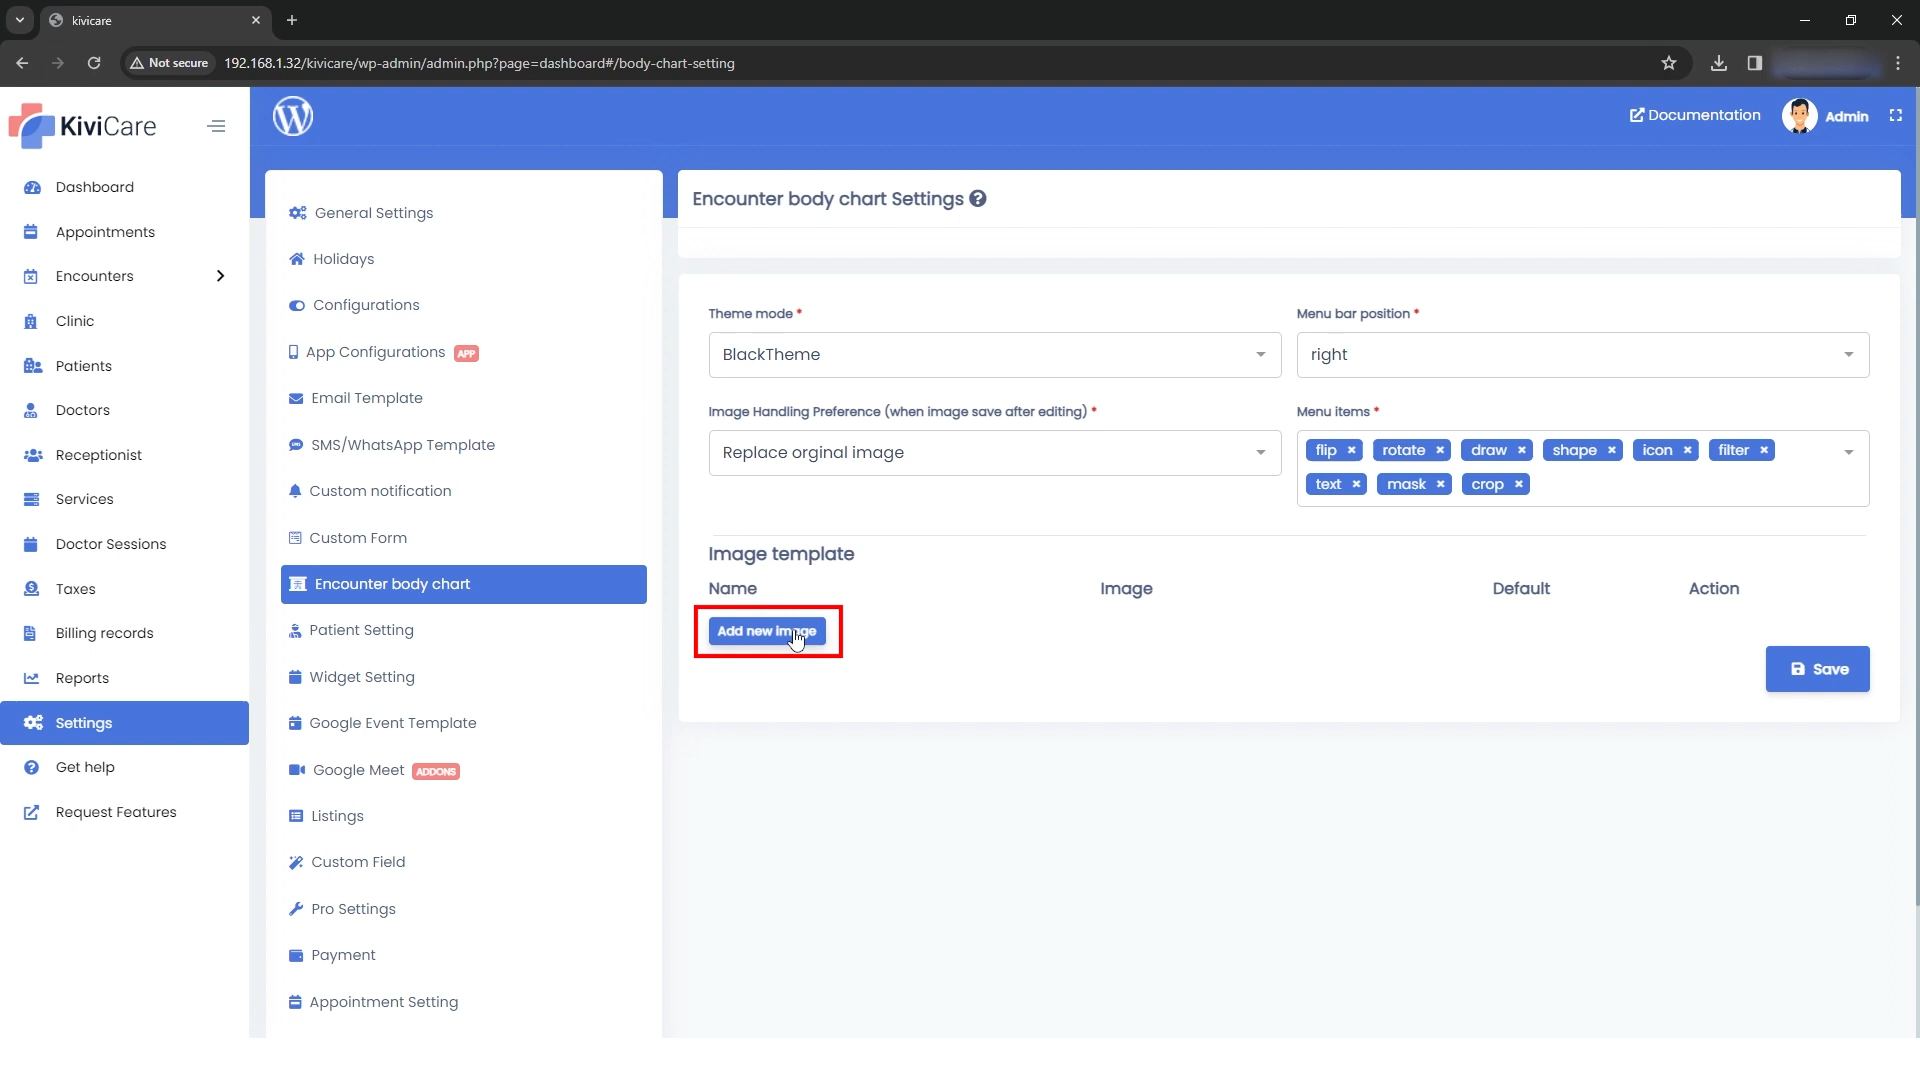 kivicare
Not secure
192.168.1.32/kivicare/wp-admin/admin.php?page=dashboard#/body-chart-setting
KiviCare
Documentation
Admin
Dashboard
Appointments
Encounters
Clinic
Patients
Doctors
Receptionist
Services
Doctor Sessions
Taxes
Billing records
Reports
Settings
Get help
Request Features
General Settings
Holidays
Configurations
App Configurations APP
Email Template
SMS/WhatsApp Template
Custom notification
Custom Form
Encounter body chart
Patient Setting
Widget Setting
Google Event Template
Google Meet ADDONS
Listings
Custom Field
Pro Settings
Payment
Appointment Setting
Encounter body chart Settings
Theme mode *
BlackTheme
Menu bar position *
right
Image Handling Preference (when image save after editing) *
Replace orginal image
Menu items *
flip × rotate × draw × shape × icon × filter ×
text × mask × crop ×
Image template
Name Image Default Action
Add new image
Save